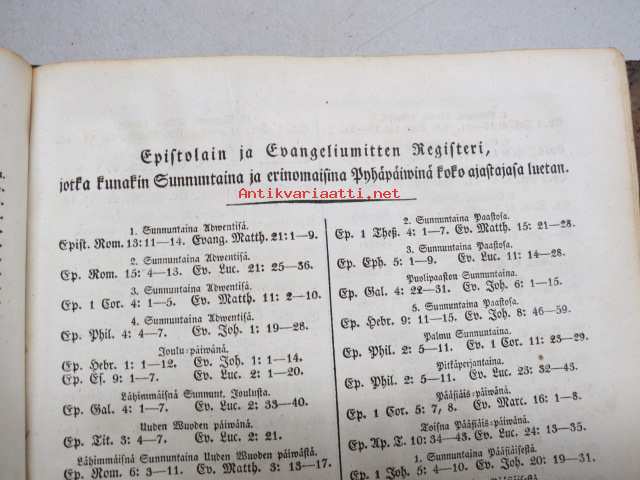 Epistolain ja Evangeliumitten Registeri,
jotka kunakin Sunnuntaina ja erinomaisina Pyhäpäiwinä koko ajastajasa luetan.
Antikvariaatti.net
1. Sunnuntaina Adwentisä.
Epist. Rom. 13: 11—14. Evang. Matth. 21: 1—9.
2. Sunnuntaina Adwentisä.
Ep. Rom. 15: 4—13. Ev. Luc. 21: 25—36.
3. Sunnuntaina Adwentisä.
Ep. 1 Cor. 4: 1—5. Ev. Matth. 11: 2—10.
4. Sunnuntaina Adwentisä.
Ep. Phil. 4: 4—7. Ev. Joh. 1: 19—28.
Joulu-päiwänä.
Ep. Hebr. 1: 1—12. Ev. Joh. 1: 1—14.
Ep. Es. 9: 1—7. Ev. Luc. 2: 1—20.
Lähimmäisnä Sunnunt. Joulusta.
Ep. Gal. 4: 1—7. Ev. Luc. 2: 33—40.
Uuden Wuoden päiwänä.
Ep. Tit. 3: 4—7. Ev. Luc. 2: 21.
Lähimmäisnä Sunnuntaina Uuden Wuoden päiwästä.
Ep. Rom. 6: 3—11. Ev. Matth. 3: 13—17.
2. Sunnuntaina Paastosa.
Ep. 1 Thess. 4: 1—7. Ev. Matth. 15: 21—28.
3. Sunnuntaina Paastosa.
Ep. Eph. 5: 1—9. Ev. Luc. 11: 14—28.
Puolipaaston Sunnuntaina.
Ep. Gal. 4: 22—31. Ev. Joh. 6: 1—15.
5. Sunnuntaina Paastosa.
Ep. Hebr. 9: 11—15. Ev. Joh. 8: 46—59.
Palmu Sunnuntaina.
Ep. Phil. 2: 5—11. Ev. 1 Cor. 11: 23—29.
Pitkäperjantaina.
Ep. Phil. 2: 5—11. Ev. Luc. 23: 32—43.
Pääsiäis-päiwänä.
Ep. 1 Cor. 5: 7, 8. Ev. Marc. 16: 1—8.
Toisna Pääsiäis-päiwänä.
Ep. Ap. T. 10: 34—43. Ev. Luc. 24: 13—35.
1. Sunnuntaina Pääsiäisestä.
Ep. 1 Joh. 5: 4—10. Ev. Joh. 20: 19—31.